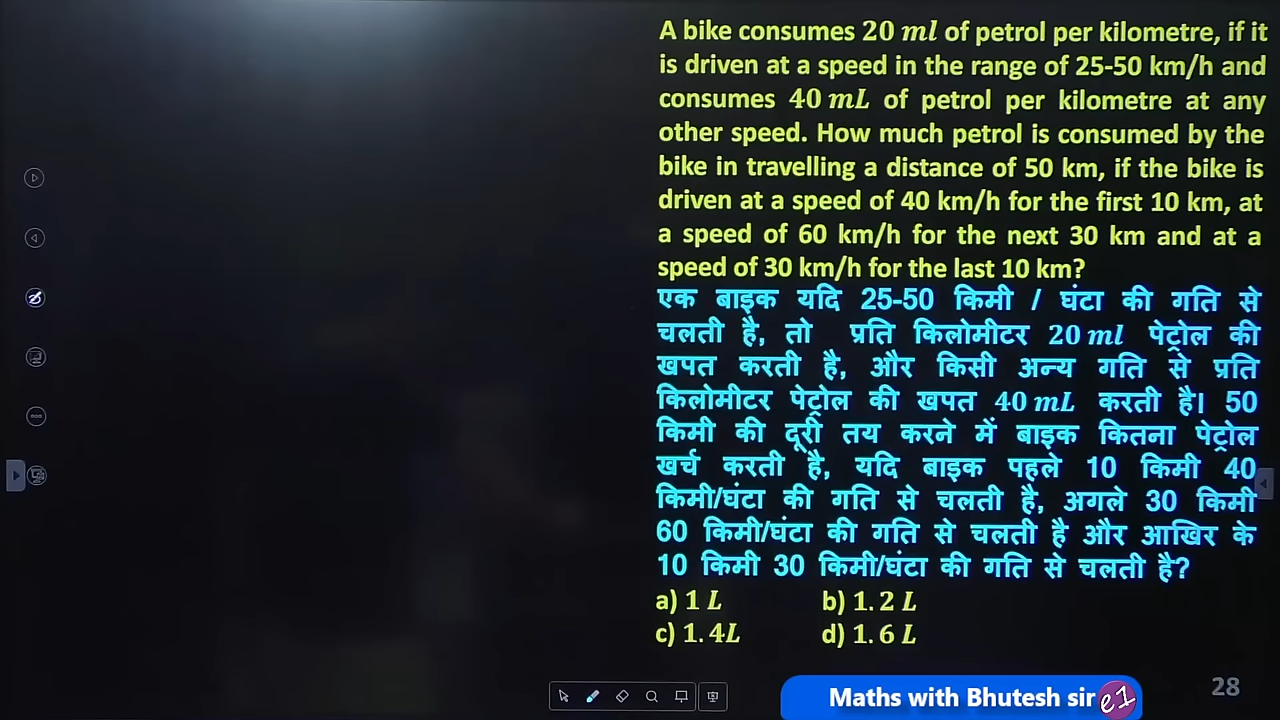 A bike consumes 20 ml of petrol per kilometre, if it
is driven at a speed in the range of 25-50 km/h and
consumes 40 mL of petrol per kilometre at any
other speed. How much petrol is consumed by the
bike in travelling a distance of 50 km, if the bike is
driven at a speed of 40 km/h for the first 10 km, at
a speed of 60 km/h for the next 30 km and at a
speed of 30 km/h for the last 10 km?
एक बाइक यदि 25-50 किमी / घंटा की गति से
चलती है, तो प्रति किलोमीटर 20 ml पेट्रोल की
खपत करती है, और किसी अन्य गति से प्रति
किलोमीटर पेट्रोल की खपत 40 mL करती है। 50
किमी की दूरी तय करने में बाइक कितना पेट्रोल
खर्च करती है, यदि बाइक पहले 10 किमी 40
किमी/घंटा की गति से चलती है, अगले 30 किमी
60 किमी/घंटा की गति से चलती है और आखिर के
10 किमी 30 किमी/घंटा की गति से चलती है?
a) 1 L b) 1. 2 L
c) 1. 4L d) 1. 6 L
Maths with Bhutesh sir e1
28